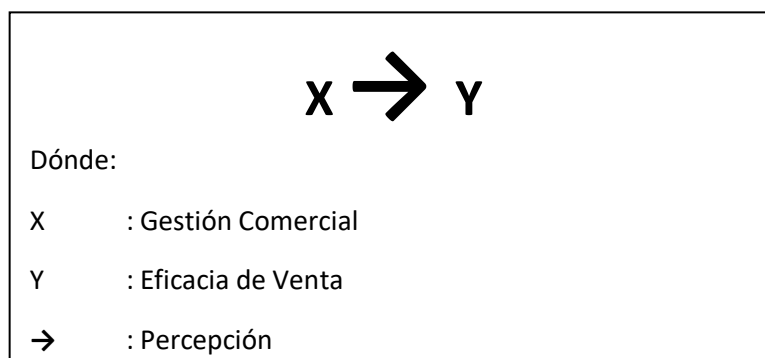 X → Y
Dónde:
X : Gestión Comercial
Y : Eficacia de Venta
→ : Percepción